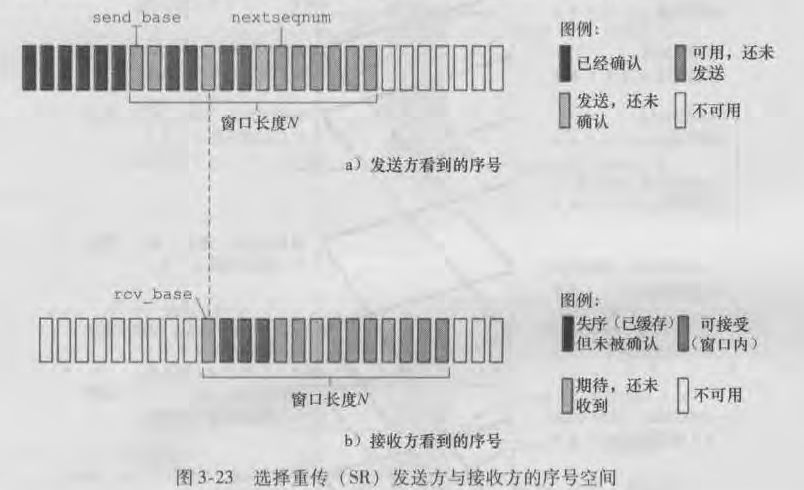 send_base
nextseqnum
窗口长度N
a）发送方看到的序号
图例：
已经确认
可用，还未
发送
发送，还未
确认
不可用
rcv_base
窗口长度N
b）接收方看到的序号
图例：
失序（已缓存）
但未被确认
可接受
（窗口内）
期待，还未
收到
不可用
图3-23 选择重传（SR）发送方与接收方的序号空间